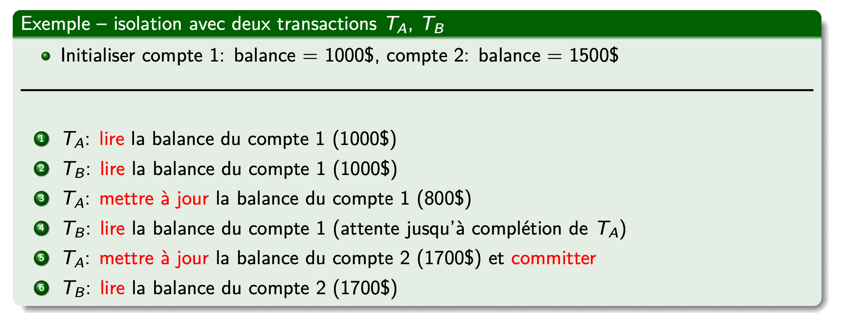 Exemple – isolation avec deux transactions T_A, T_B
Initialiser compte 1: balance = 1000$, compte 2: balance = 1500$
1 T_A: lire la balance du compte 1 (1000$)
2 T_B: lire la balance du compte 1 (1000$)
3 T_A: mettre à jour la balance du compte 1 (800$)
4 T_B: lire la balance du compte 1 (attente jusqu'à complétion de T_A)
5 T_A: mettre à jour la balance du compte 2 (1700$) et committer
6 T_B: lire la balance du compte 2 (1700$)